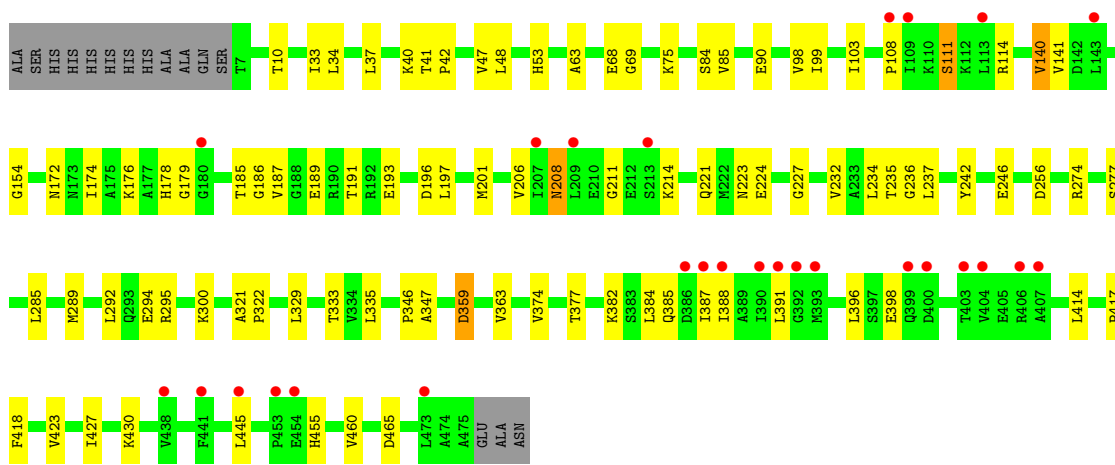 ALA SER HIS HIS HIS HIS HIS HIS ALA ALA GLN SER T7 T10 I33 L34 L37 K40 T41 P42 V47 L48 H53 A63 E68 G69 K75 S84 V85 E90 V98 I99 I103 P108 I109 K110 S111 K112 L113 R114 V140 V141 D142 L143
G154 N172 N173 I174 A175 K176 A177 H178 G179 G180 T185 G186 V187 G188 E189 R190 T191 R192 E193 D196 L197 M201 V206 I207 N208 L209 E210 G211 E212 S213 K214 Q221 M222 N223 E224 G227 V232 A233 L234 T235 G236 L237 Y242 E246 D256 R274 S277
L285 M289 L292 Q293 E294 R295 K300 A321 P322 L329 T333 V334 L335 P346 A347 D359 V363 V374 T377 K382 S383 L384 Q385 D386 I387 I388 A389 I390 L391 G392 M393 L396 S397 E398 Q399 D400 T403 V404 E405 R406 A407 L414
F418 V423 I427 K430 V438 F441 L445 P453 E454 H455 V460 D465 L473 A474 A475 GLU ALA ASN